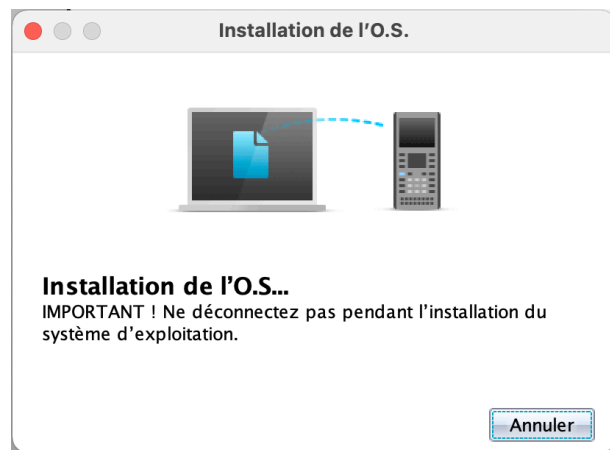 Installation de l’O.S.
Installation de l’O.S...
IMPORTANT ! Ne déconnectez pas pendant l’installation du
système d’exploitation.
Annuler